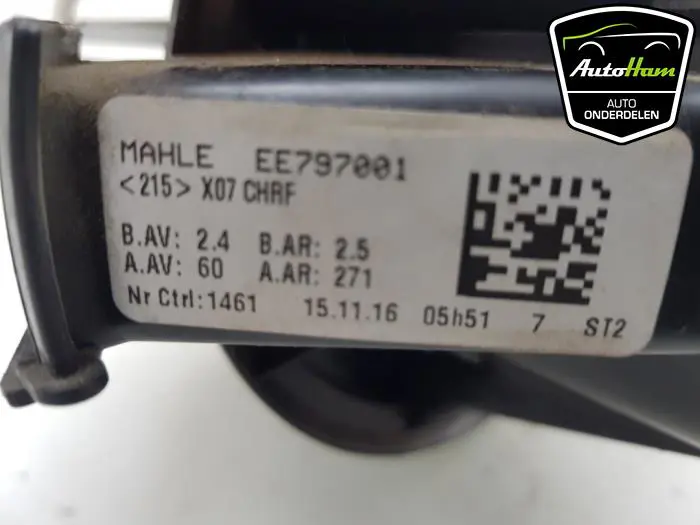 AutoHam
AUTO
ONDERDELEN
MAHLE EE797001
<215> X07 CHRF
B.AV: 2.4 B.AR: 2.5
A.AV: 60 A.AR: 271
Nr Ctrl:1461 15.11.16 05h51 7 ST2